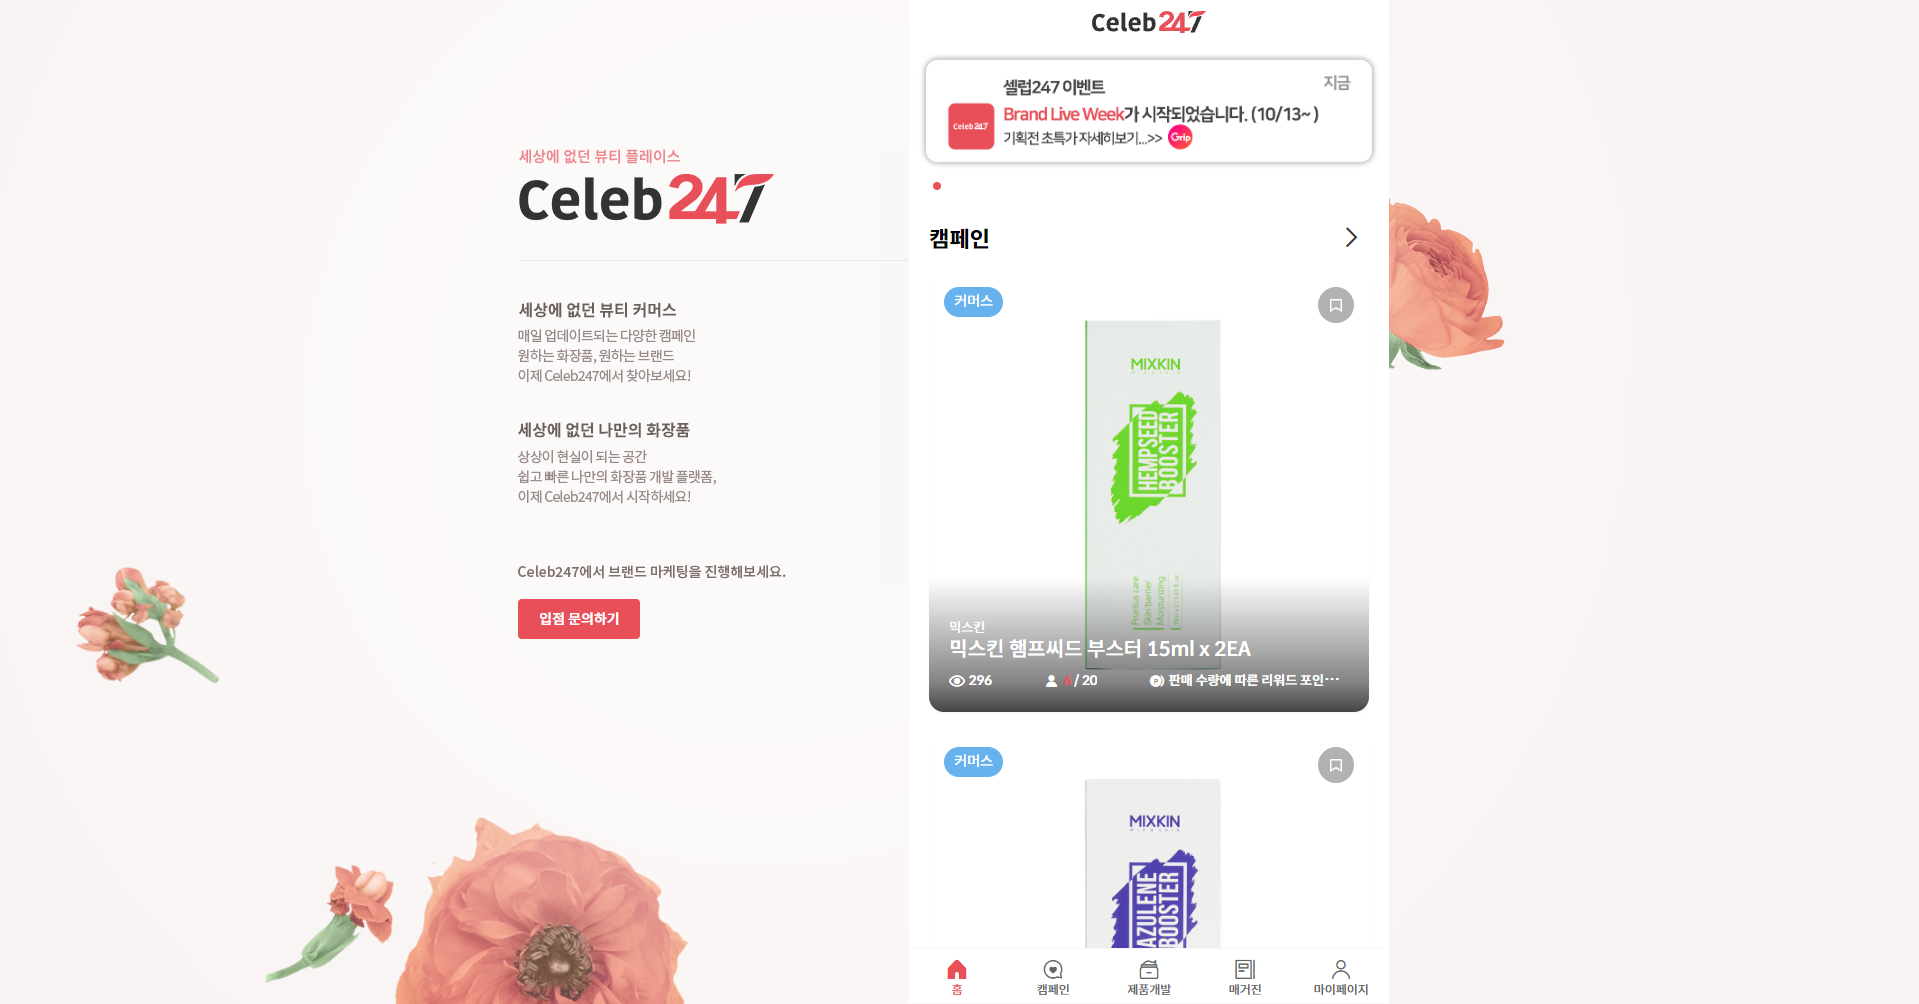 세상에 없던 뷰티 플레이스
Celeb247
세상에 없던 뷰티 커머스
매일 업데이트되는 다양한 캠페인
원하는 화장품, 원하는 브랜드
이제 Celeb247에서 찾아보세요!
세상에 없던 나만의 화장품
상상이 현실이 되는 공간
쉽고 빠른 나만의 화장품 개발 플랫폼,
이제 Celeb247에서 시작하세요!
Celeb247에서 브랜드 마케팅을 진행해보세요.
입점 문의하기
Celeb247
셀럽247 이벤트
지금
Celeb247
Brand Live Week가 시작되었습니다. (10/13~ )
기획전 초특가 자세히보기...>>
Grip
캠페인
커머스
MIXKIN
HEMPSEED
BOOSTER
Pruritus care
Skin barrier
Moisturizing
믹스킨
믹스킨 햄프씨드 부스터 15ml x 2EA
296
6 / 20
판매 수량에 따른 리워드 포인…
커머스
MIXKIN
AZULENE
BOOSTER
홈
캠페인
제품개발
매거진
마이페이지